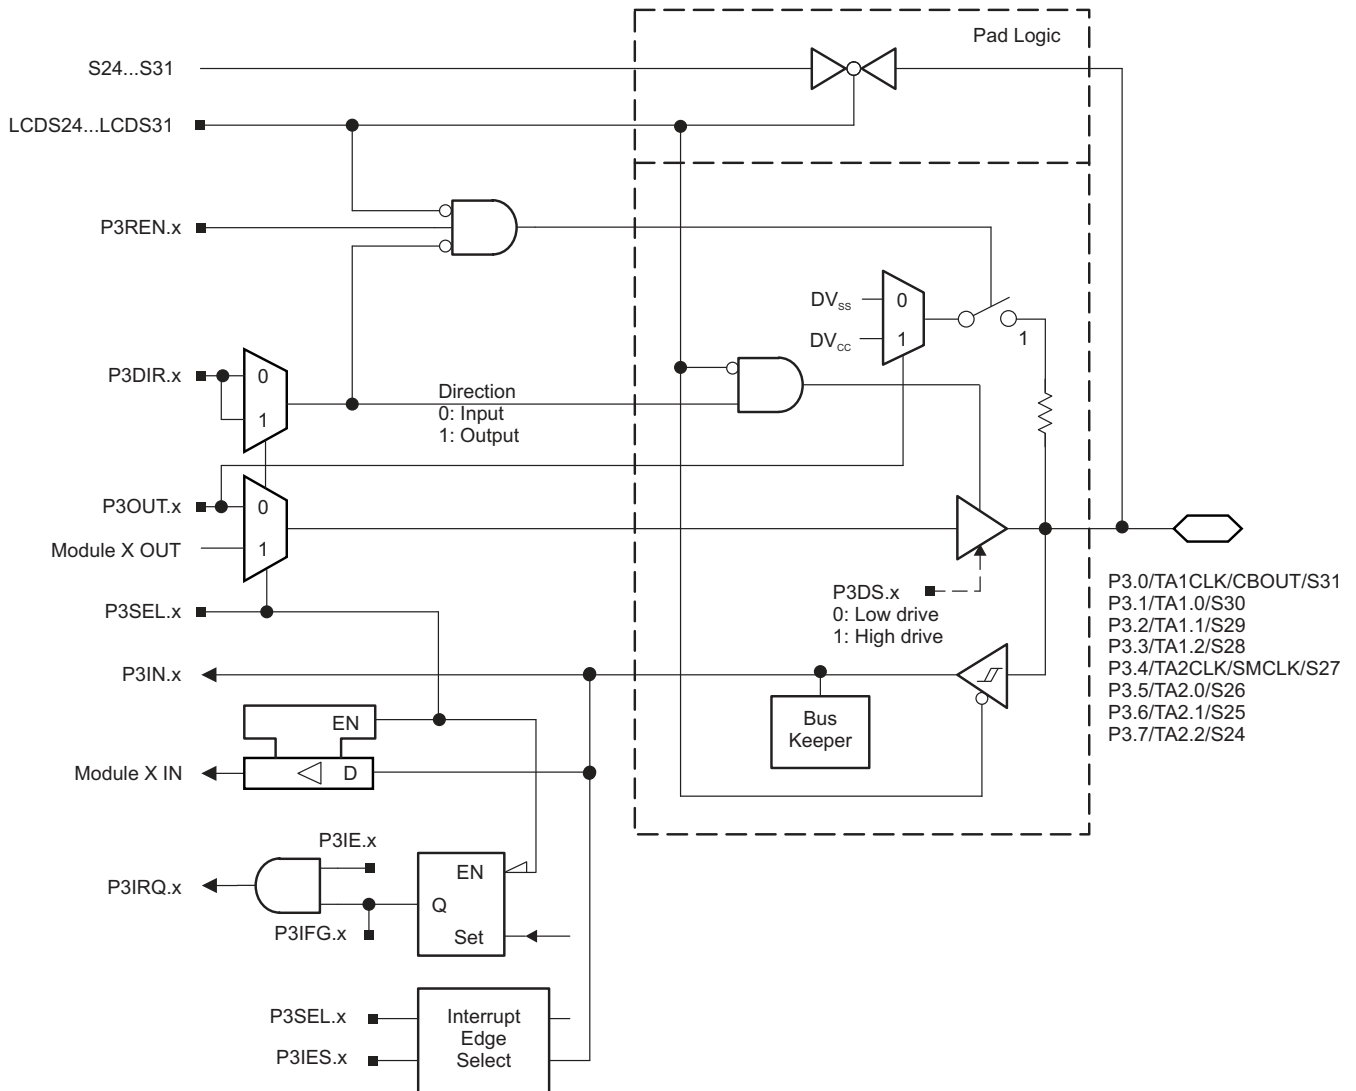 Pad Logic
S24...S31
LCDS24...LCDS31
P3REN.x
DVSS
0
DVCC
1
1
P3DIR.x
0
1
Direction
0: Input
1: Output
P3OUT.x
0
Module X OUT
1
P3SEL.x
P3DS.x
0: Low drive
1: High drive
P3.0/TA1CLK/CBOUT/S31
P3.1/TA1.0/S30
P3.2/TA1.1/S29
P3.3/TA1.2/S28
P3.4/TA2CLK/SMCLK/S27
P3.5/TA2.0/S26
P3.6/TA2.1/S25
P3.7/TA2.2/S24
P3IN.x
Bus
Keeper
EN
Module X IN
D
P3IE.x
P3IRQ.x
EN
Q
P3IFG.x
Set
P3SEL.x
P3IES.x
Interrupt
Edge
Select